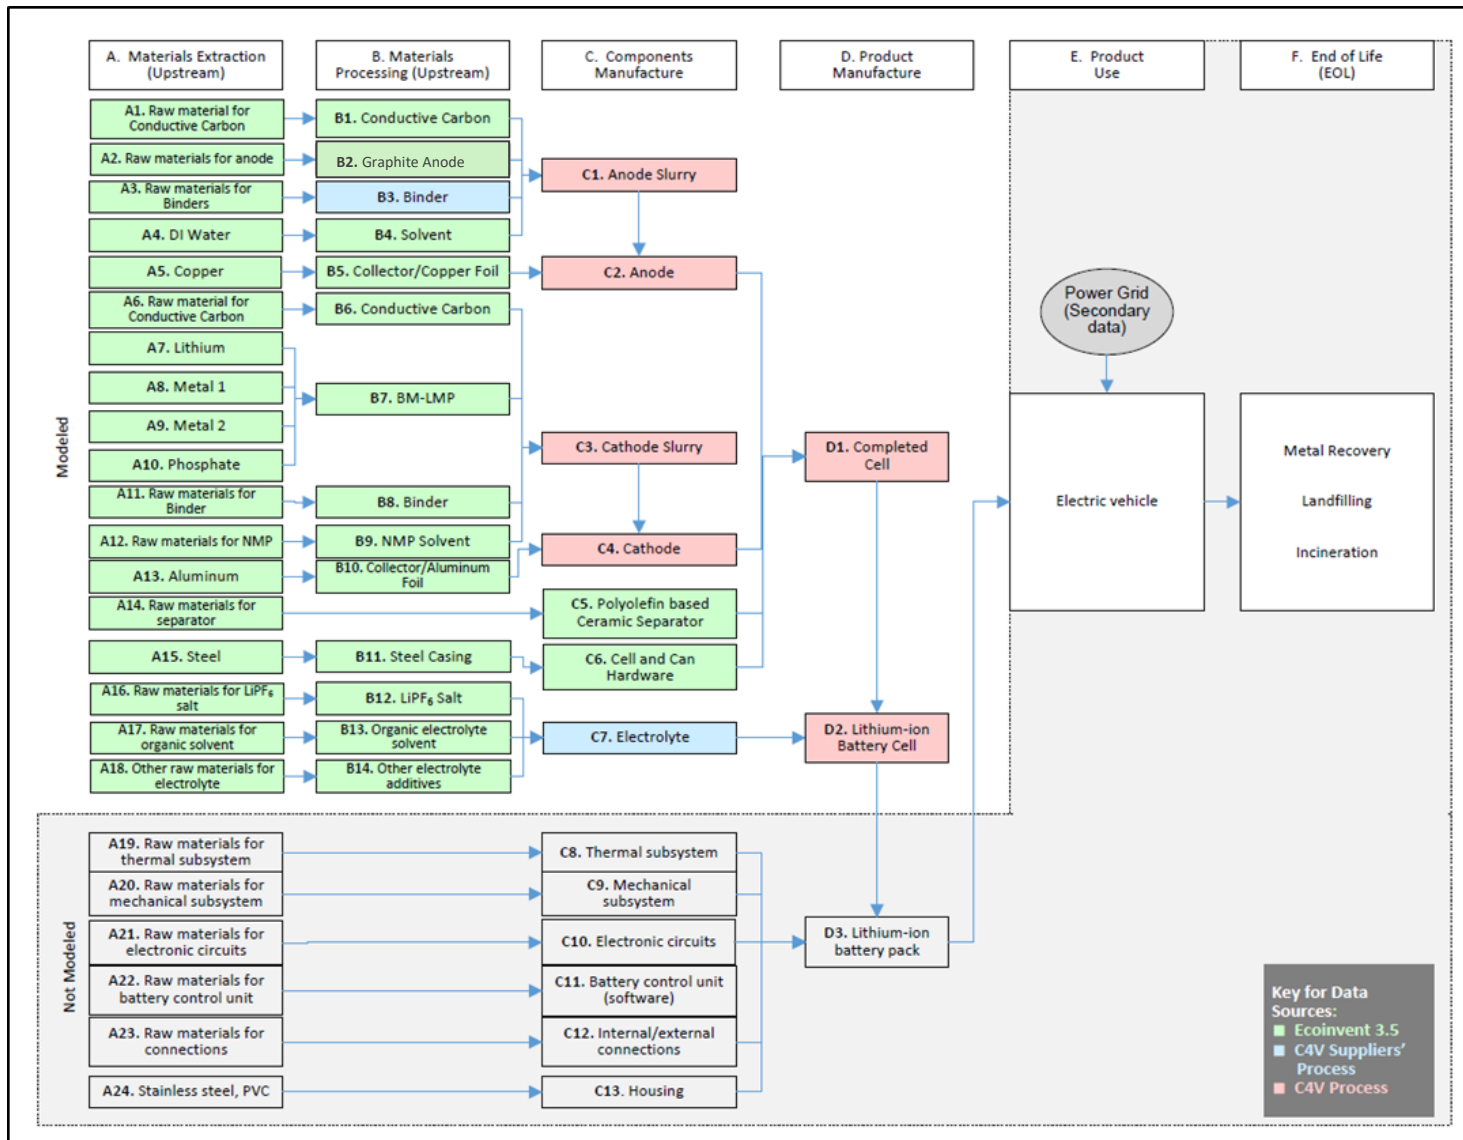 A. Materials Extraction
(Upstream)
B. Materials
Processing (Upstream)
C. Components
Manufacture
D. Product
Manufacture
E. Product
Use
F. End of Life
(EOL)
Modeled
A1. Raw material for
Conductive Carbon
A2. Raw materials for anode
A3. Raw materials for
Binders
A4. DI Water
A5. Copper
A6. Raw material for
Conductive Carbon
A7. Lithium
A8. Metal 1
A9. Metal 2
A10. Phosphate
A11. Raw materials for
Binder
A12. Raw materials for NMP
A13. Aluminum
A14. Raw materials for
separator
A15. Steel
A16. Raw materials for LiPF₆
salt
A17. Raw materials for
organic solvent
A18. Other raw materials for
electrolyte
B1. Conductive Carbon
B2. Graphite Anode
B3. Binder
B4. Solvent
B5. Collector/Copper Foil
B6. Conductive Carbon
B7. BM-LMP
B8. Binder
B9. NMP Solvent
B10. Collector/Aluminum
Foil
B11. Steel Casing
B12. LiPF₆ Salt
B13. Organic electrolyte
solvent
B14. Other electrolyte
additives
C1. Anode Slurry
C2. Anode
C3. Cathode Slurry
C4. Cathode
C5. Polyolefin based
Ceramic Separator
C6. Cell and Can
Hardware
C7. Electrolyte
D1. Completed
Cell
D2. Lithium-ion
Battery Cell
Power Grid
(Secondary
data)
Electric vehicle
Metal Recovery
Landfilling
Incineration
Not Modeled
A19. Raw materials for
thermal subsystem
A20. Raw materials for
mechanical subsystem
A21. Raw materials for
electronic circuits
A22. Raw materials for
battery control unit
A23. Raw materials for
connections
A24. Stainless steel, PVC
C8. Thermal subsystem
C9. Mechanical
subsystem
C10. Electronic circuits
C11. Battery control unit
(software)
C12. Internal/external
connections
C13. Housing
D3. Lithium-ion
battery pack
Key for Data
Sources:
Ecoinvent 3.5
C4V Suppliers'
Process
C4V Process